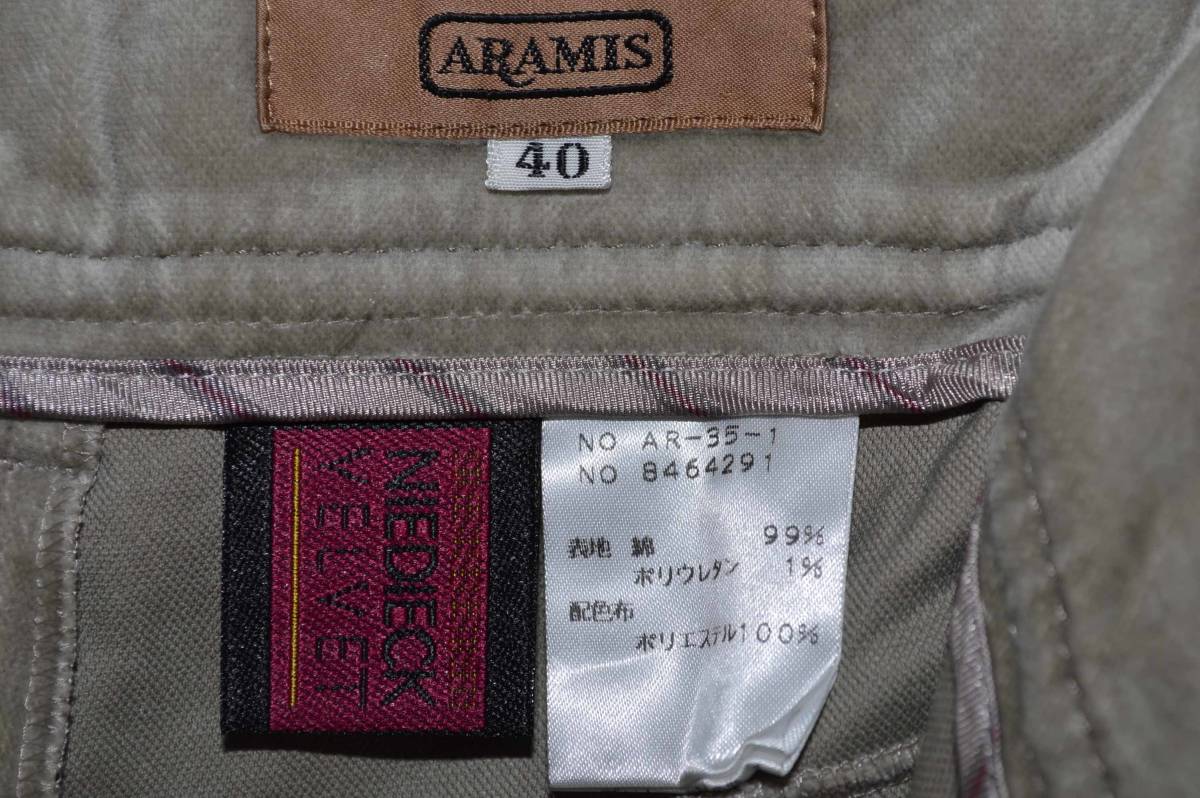 ARAMIS
40
NIEDIECK
VELVET
NO AR-35-1
NO 8464291
表地 綿 99%
ポリウレタン 1%
配色布
ポリエステル100%